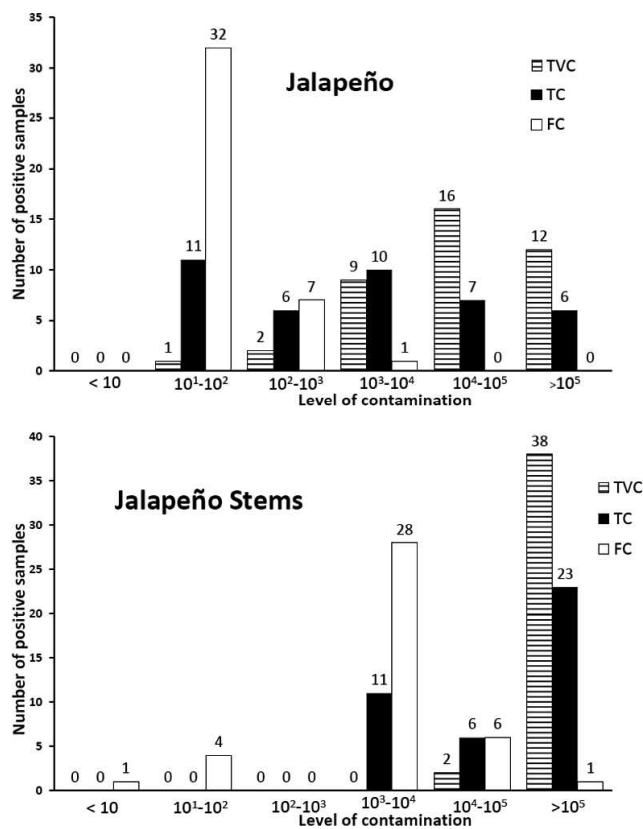 Jalapeño
Number of positive samples
35
30
25
20
15
10
5
0
TVC
TC
FC
0 0 0
1 11 32
2 6 7
9 10 1
16 7 0
12 6 0
< 10 10¹-10² 10²-10³ 10³-10⁴ 10⁴-10⁵ >10⁵
Level of contamination
Jalapeño Stems
Number of positive samples
40
35
30
25
20
15
10
5
0
TVC
TC
FC
0 0 1
0 0 4
0 0 0
0 11 28
2 6 6
38 23 1
< 10 10¹-10² 10²-10³ 10³-10⁴ 10⁴-10⁵ >10⁵
Level of contamination